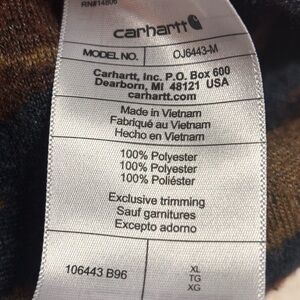 RN#14806
carhartt
MODEL NO. OJ6443-M
Carhartt, Inc. P.O. Box 600
Dearborn, MI 48121 USA
carhartt.com
Made in Vietnam
Fabriqué au Vietnam
Hecho en Vietnam
100% Polyester
100% Polyester
100% Poliéster
Exclusive trimming
Sauf garnitures
Excepto adorno
106443 B96
XL
TG
XG